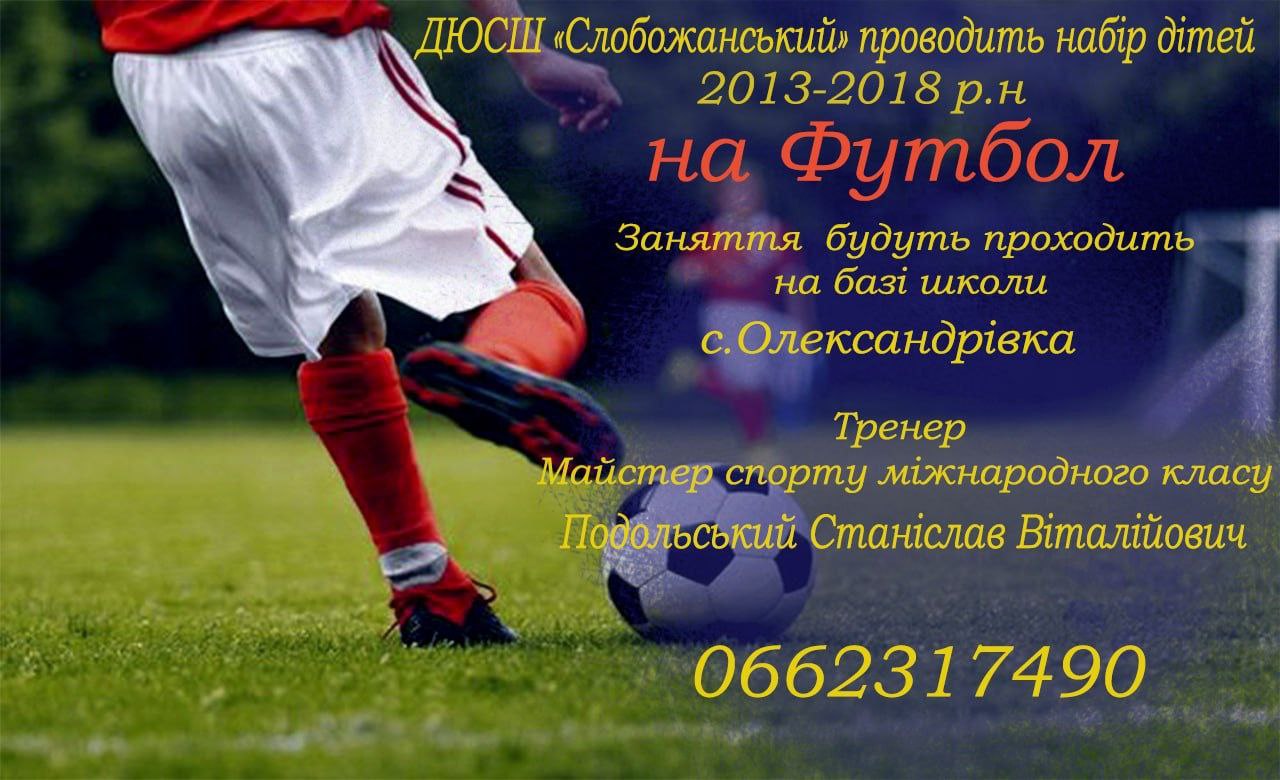 ДЮСШ «Слобожанський» проводить набір дітей
2013-2018 р.н
на Футбол
Заняття будуть проходить
на базі школи
с.Олександрівка
Тренер
Майстер спорту міжнародного класу
Подольський Станіслав Віталійович
0662317490